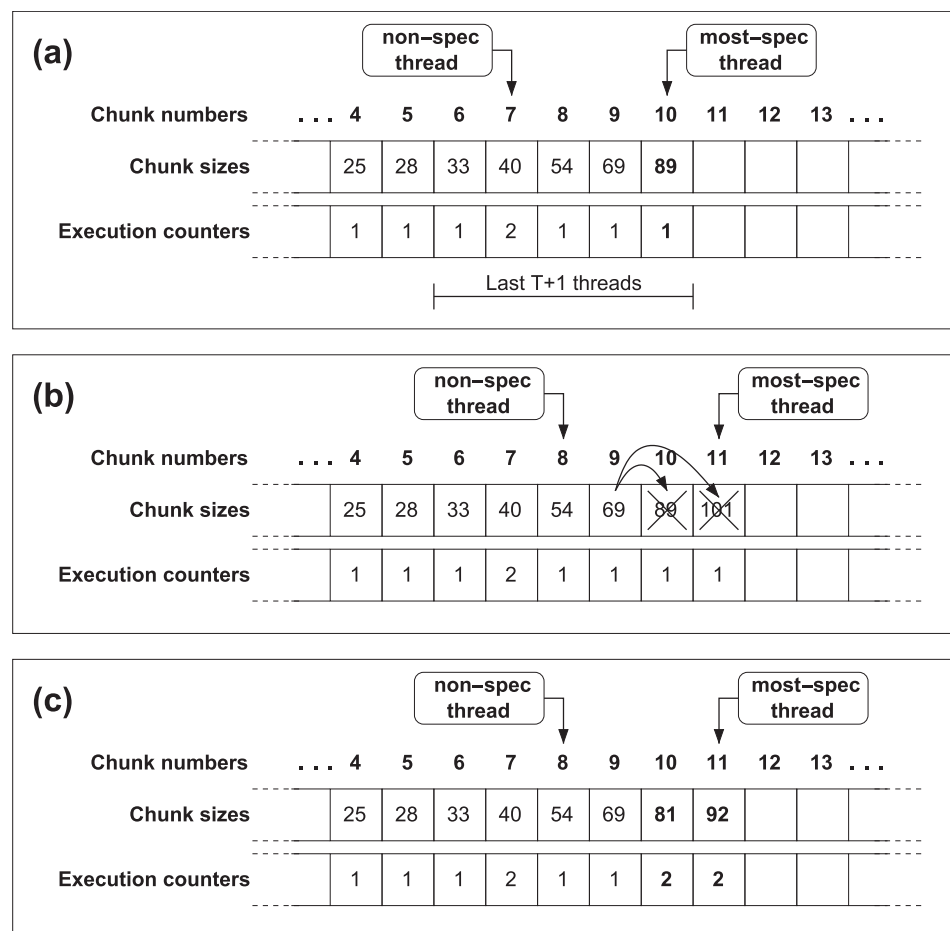 (a)
non–spec
thread
most–spec
thread
Chunk numbers ... 4 5 6 7 8 9 10 11 12 13 ...
Chunk sizes 25 28 33 40 54 69 89
Execution counters 1 1 1 2 1 1 1
Last T+1 threads
(b)
non–spec
thread
most–spec
thread
Chunk numbers ... 4 5 6 7 8 9 10 11 12 13 ...
Chunk sizes 25 28 33 40 54 69 89 101
Execution counters 1 1 1 2 1 1 1 1
(c)
non–spec
thread
most–spec
thread
Chunk numbers ... 4 5 6 7 8 9 10 11 12 13 ...
Chunk sizes 25 28 33 40 54 69 81 92
Execution counters 1 1 1 2 1 1 2 2